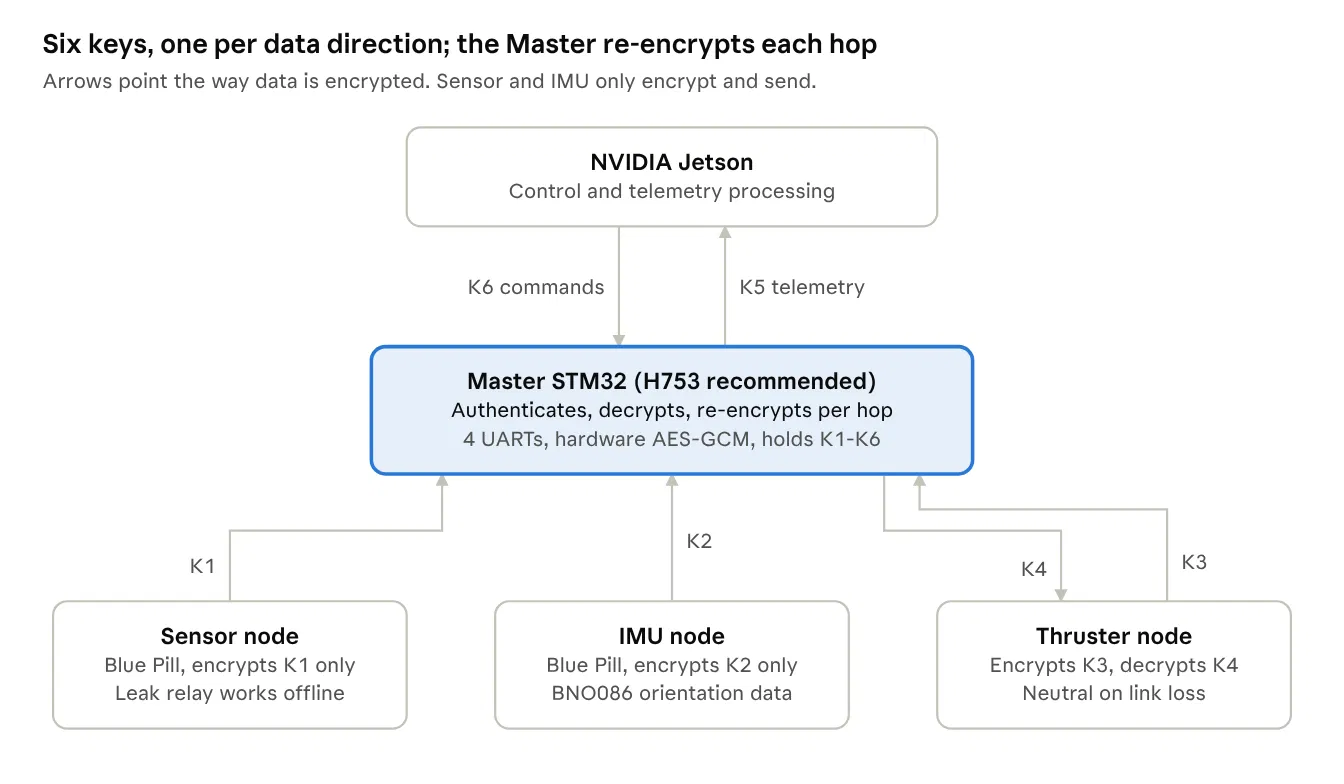 Six keys, one per data direction; the Master re-encrypts each hop
Arrows point the way data is encrypted. Sensor and IMU only encrypt and send.
NVIDIA Jetson
Control and telemetry processing
K6 commands
K5 telemetry
Master STM32 (H753 recommended)
Authenticates, decrypts, re-encrypts per hop
4 UARTs, hardware AES-GCM, holds K1-K6
K1
K2
K4
K3
Sensor node
Blue Pill, encrypts K1 only
Leak relay works offline
IMU node
Blue Pill, encrypts K2 only
BNO086 orientation data
Thruster node
Encrypts K3, decrypts K4
Neutral on link loss